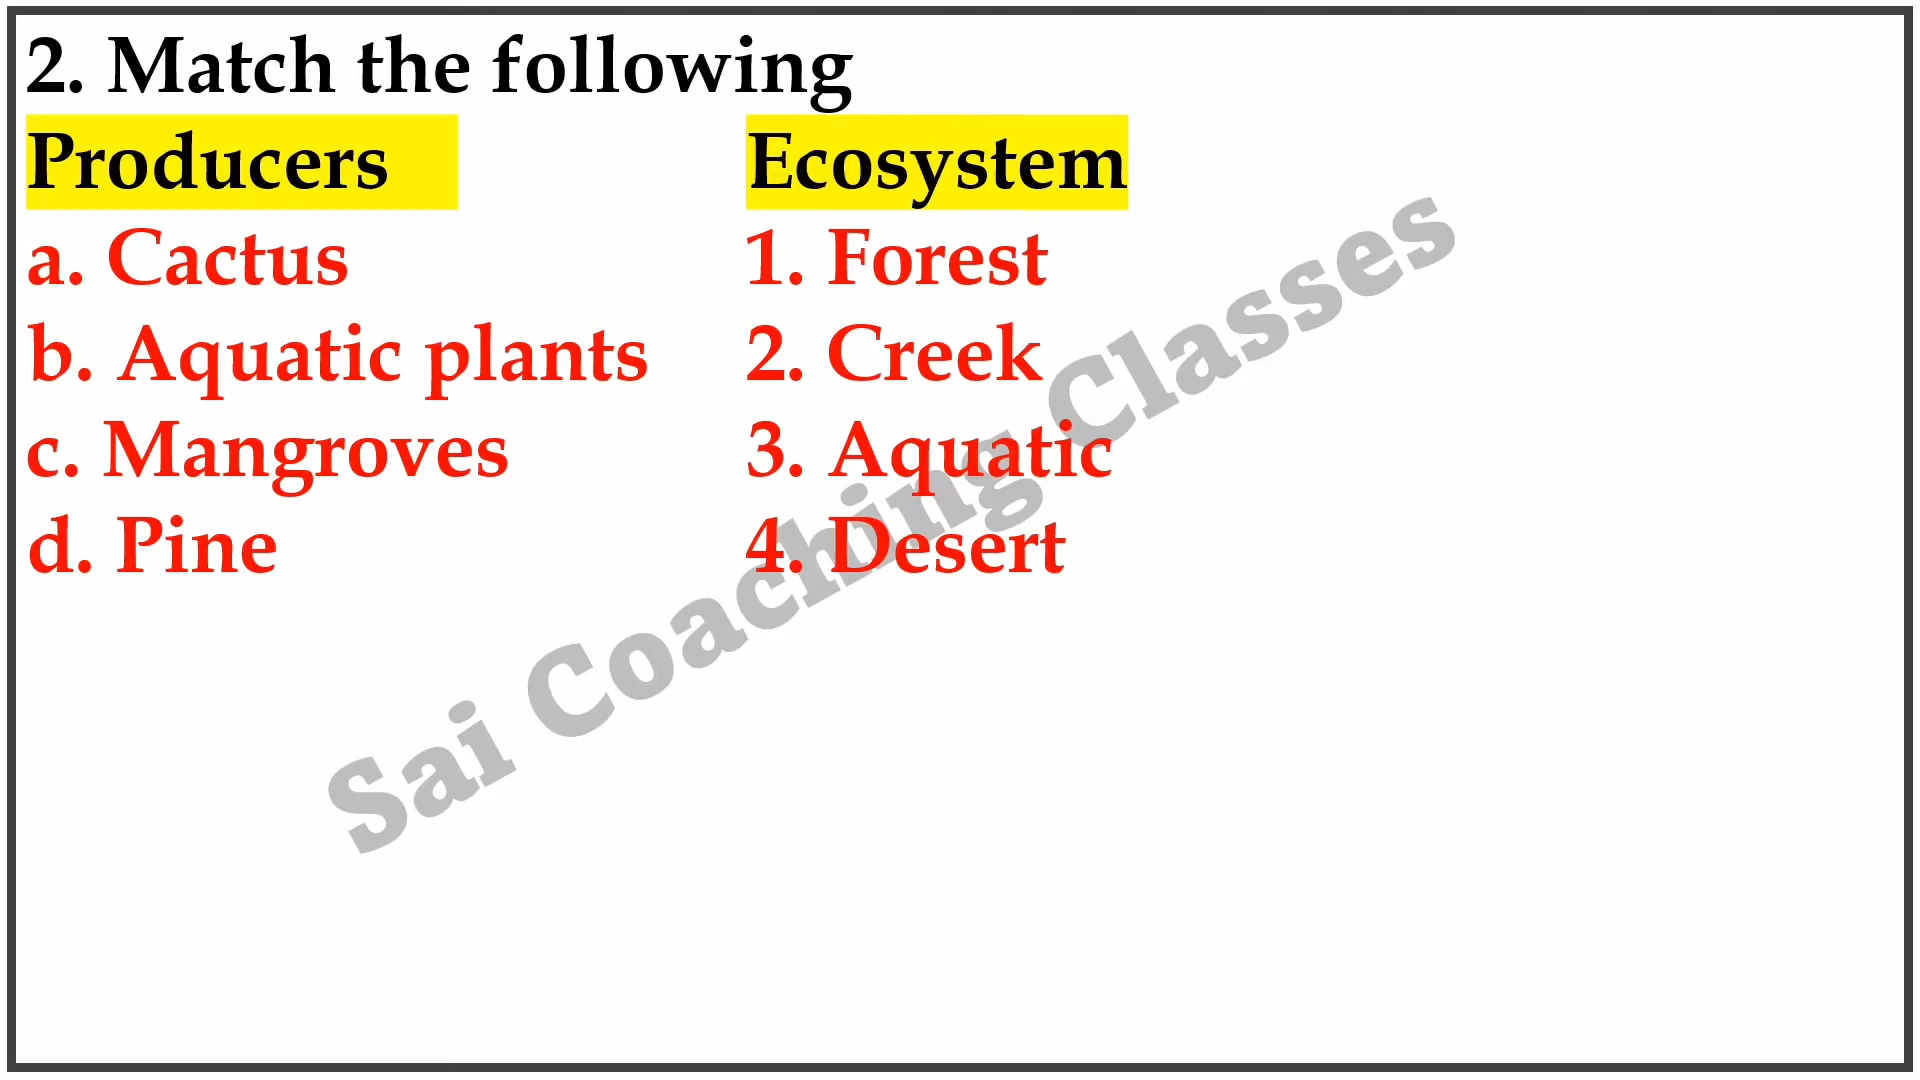 2. Match the following
Producers Ecosystem
a. Cactus 1. Forest
b. Aquatic plants 2. Creek
c. Mangroves 3. Aquatic
d. Pine 4. Desert
Sai Coaching Classes